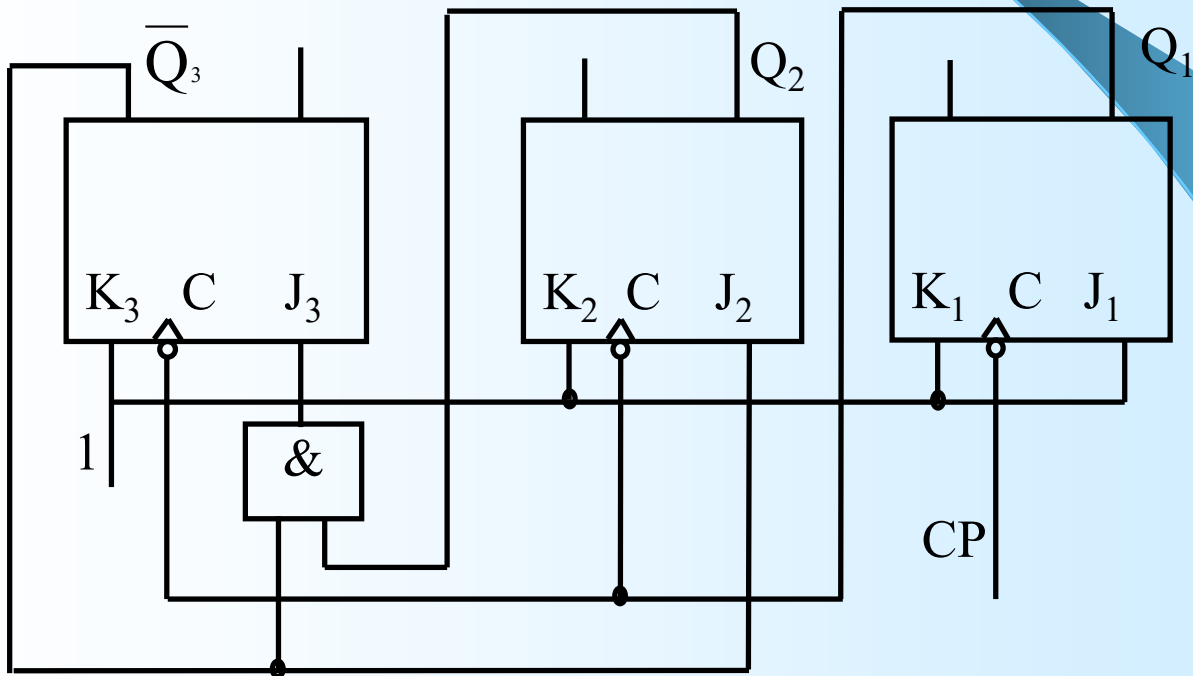 Q̅₃
Q₂
Q₁
K₃ C J₃
K₂ C J₂
K₁ C J₁
1
&
CP